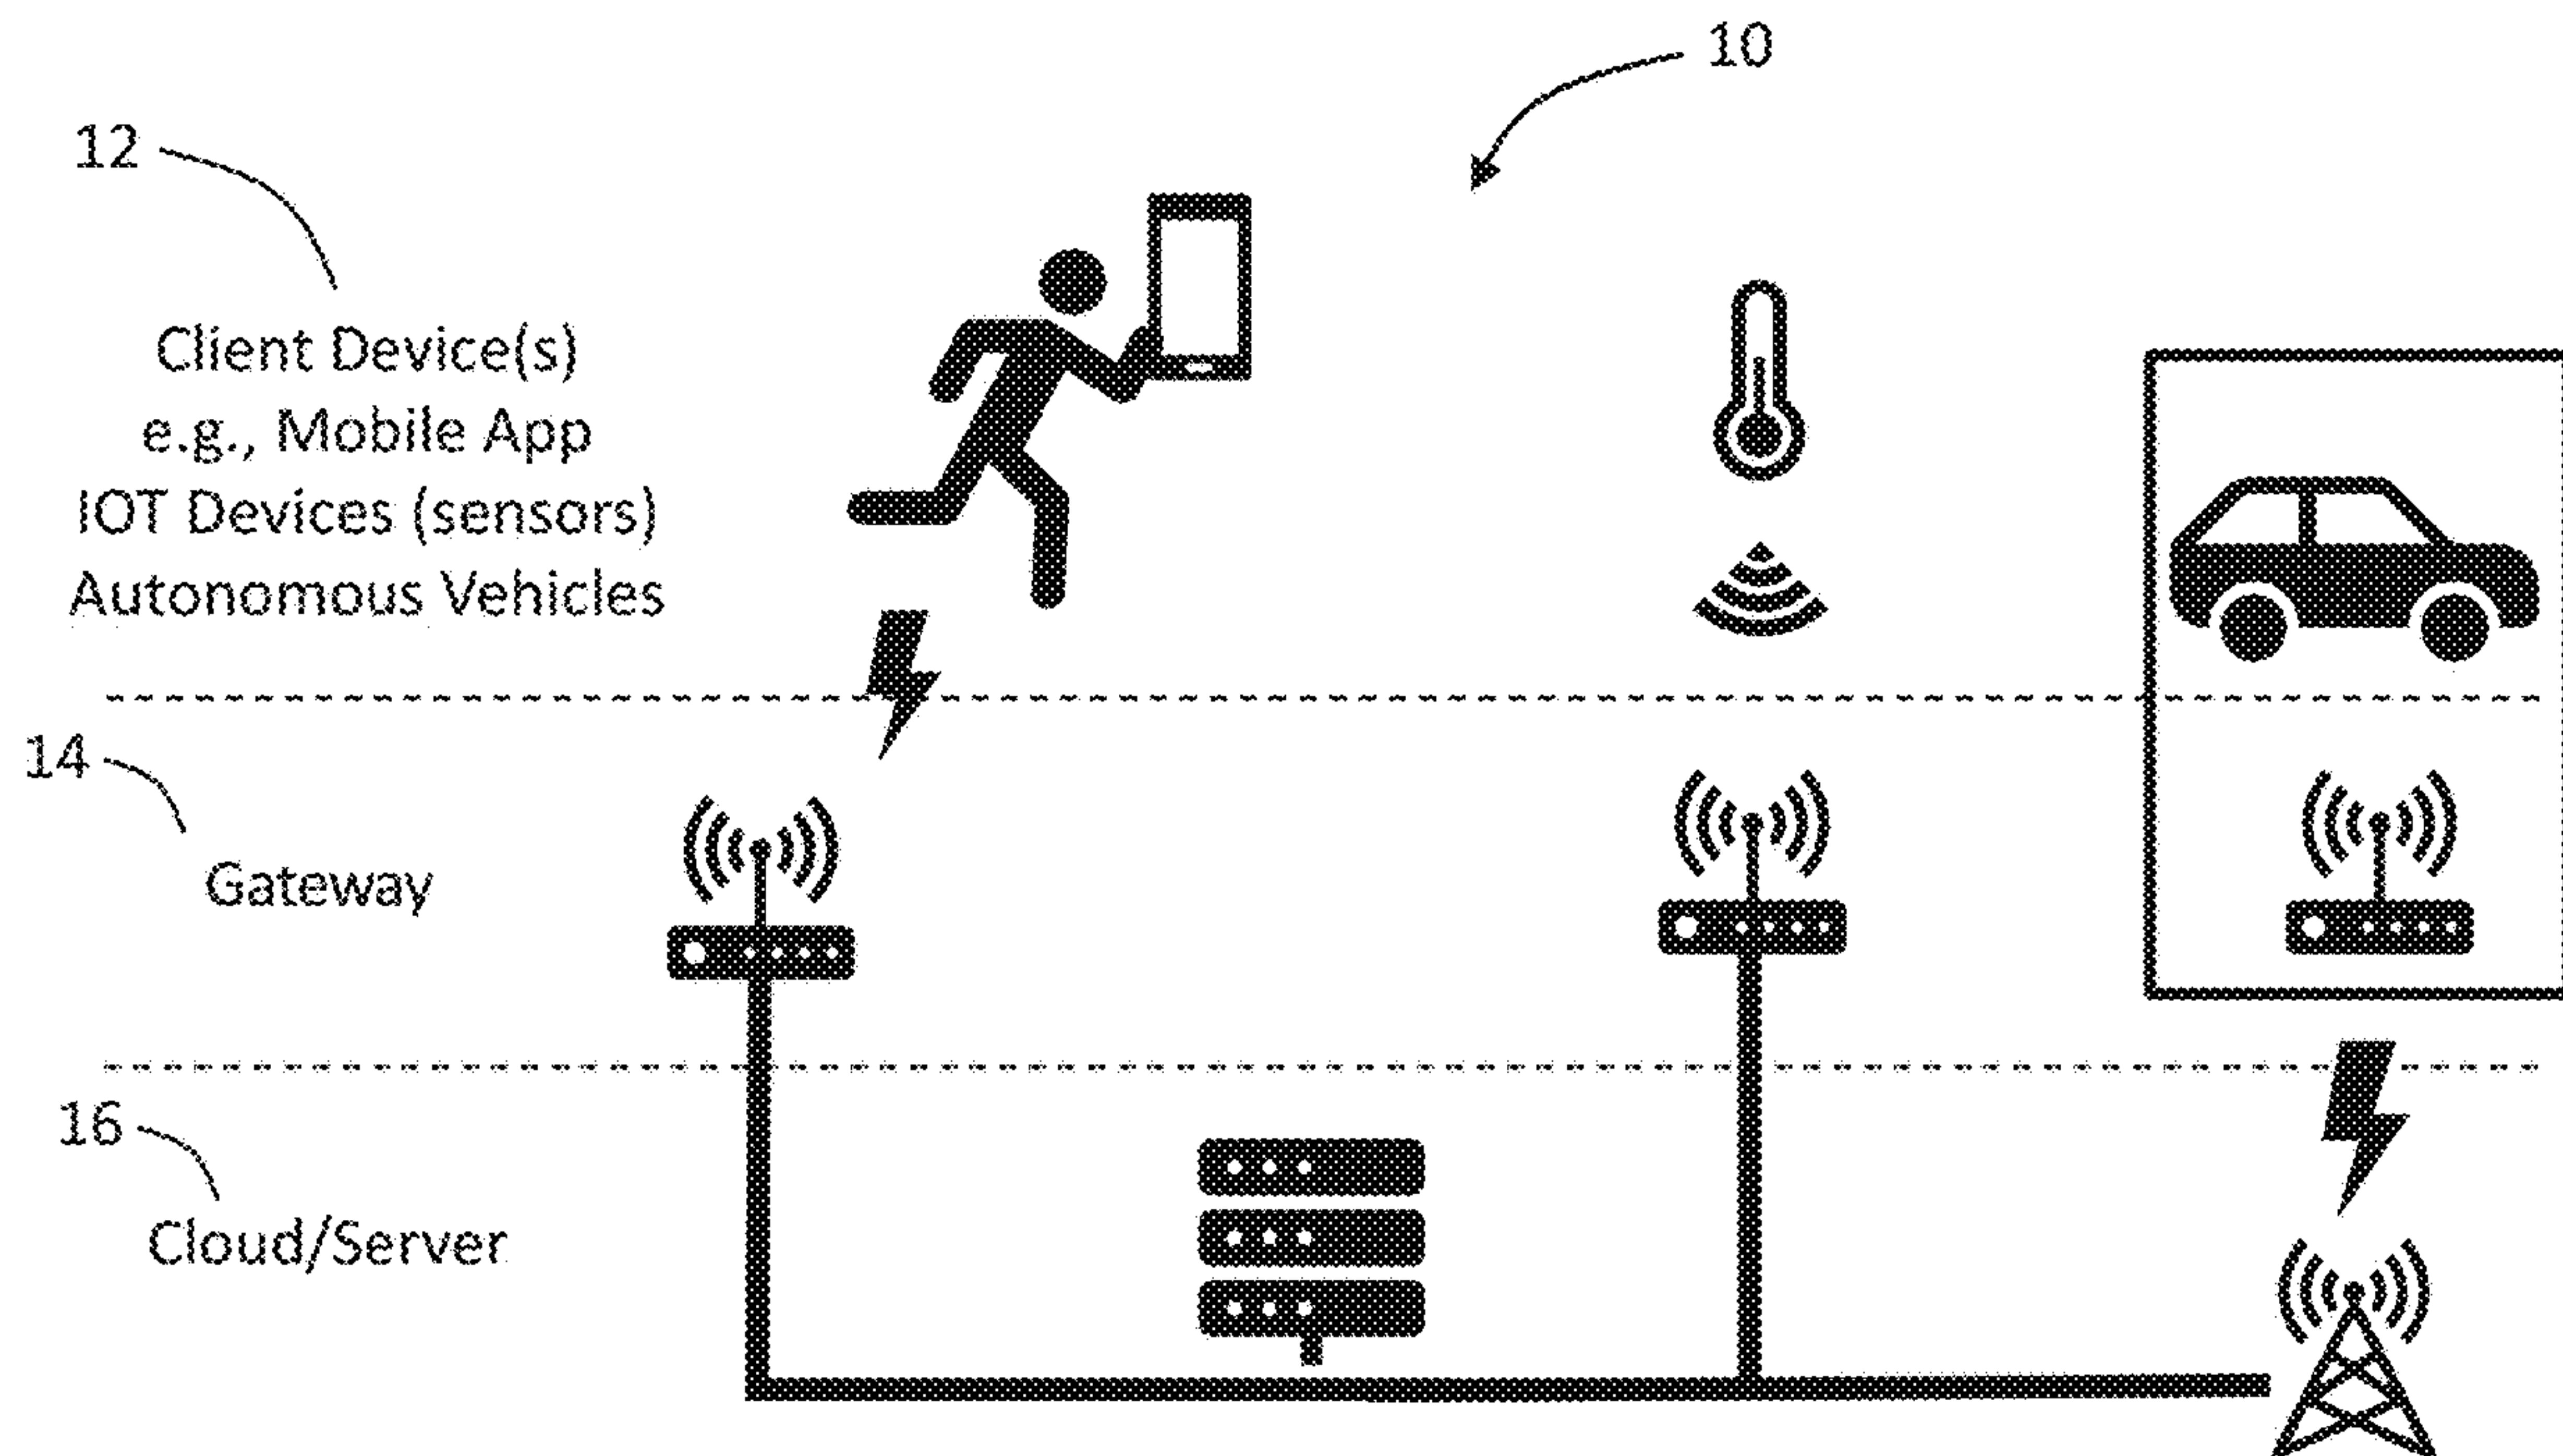 10
12
Client Device(s)
e.g., Mobile App
IOT Devices (sensors)
Autonomous Vehicles
14
Gateway
16
Cloud/Server